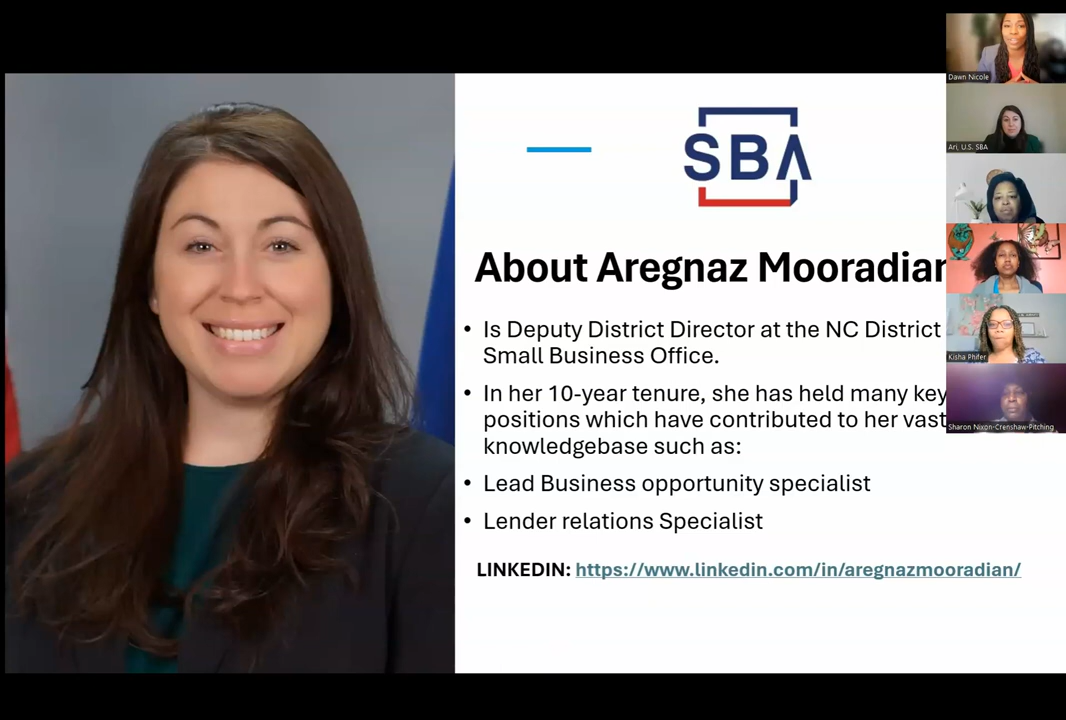 SBA
About Aregnaz Mooradian
• Is Deputy District Director at the NC District
Small Business Office.
• In her 10-year tenure, she has held many key
positions which have contributed to her vast
knowledgebase such as:
• Lead Business opportunity specialist
• Lender relations Specialist
LINKEDIN: https://www.linkedin.com/in/aregnazmooradian/
Dawn Nicole
Ari, U.S. SBA
Kisha Phifer
Sharon Nixon-Crenshaw-Pitching